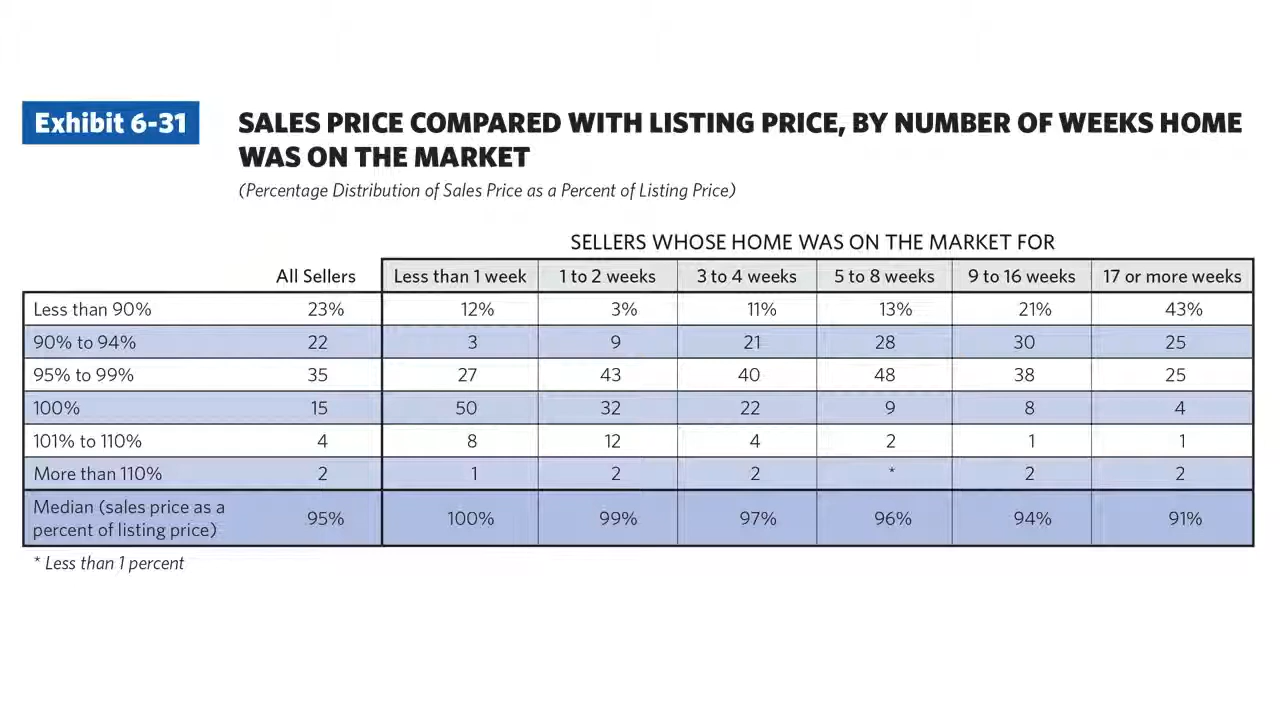 Exhibit 6-31
SALES PRICE COMPARED WITH LISTING PRICE, BY NUMBER OF WEEKS HOME
WAS ON THE MARKET
(Percentage Distribution of Sales Price as a Percent of Listing Price)
SELLERS WHOSE HOME WAS ON THE MARKET FOR
All Sellers Less than 1 week 1 to 2 weeks 3 to 4 weeks 5 to 8 weeks 9 to 16 weeks 17 or more weeks
Less than 90% 23% 12% 3% 11% 13% 21% 43%
90% to 94% 22 3 9 21 28 30 25
95% to 99% 35 27 43 40 48 38 25
100% 15 50 32 22 9 8 4
101% to 110% 4 8 12 4 2 1 1
More than 110% 2 1 2 2 * 2 2
Median (sales price as a
percent of listing price) 95% 100% 99% 97% 96% 94% 91%
* Less than 1 percent